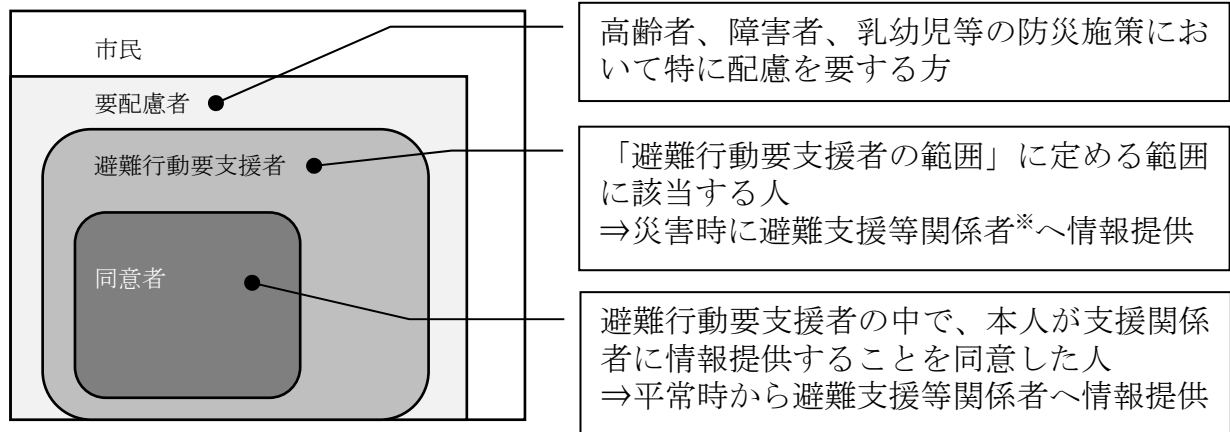 市民
要配慮者
避難行動要支援者
同意者
高齢者、障害者、乳幼児等の防災施策にお
いて特に配慮を要する方
「避難行動要支援者の範囲」に定める範囲
に該当する人
⇒災害時に避難支援等関係者※へ情報提供
避難行動要支援者の中で、本人が支援関係
者に情報提供することを同意した人
⇒平常時から避難支援等関係者へ情報提供